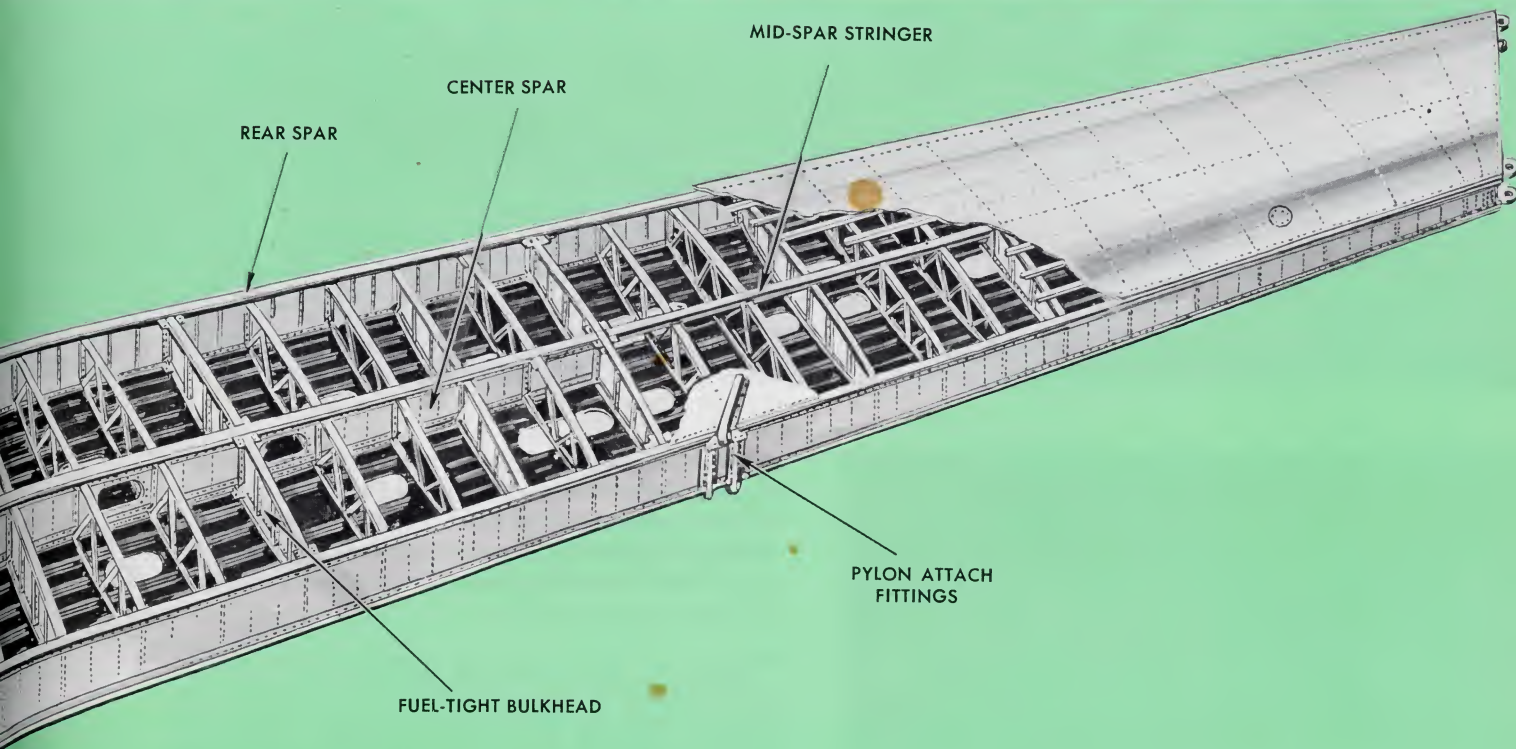 MID-SPAR STRINGER
CENTER SPAR
REAR SPAR
PYLON ATTACH
FITTINGS
FUEL-TIGHT BULKHEAD